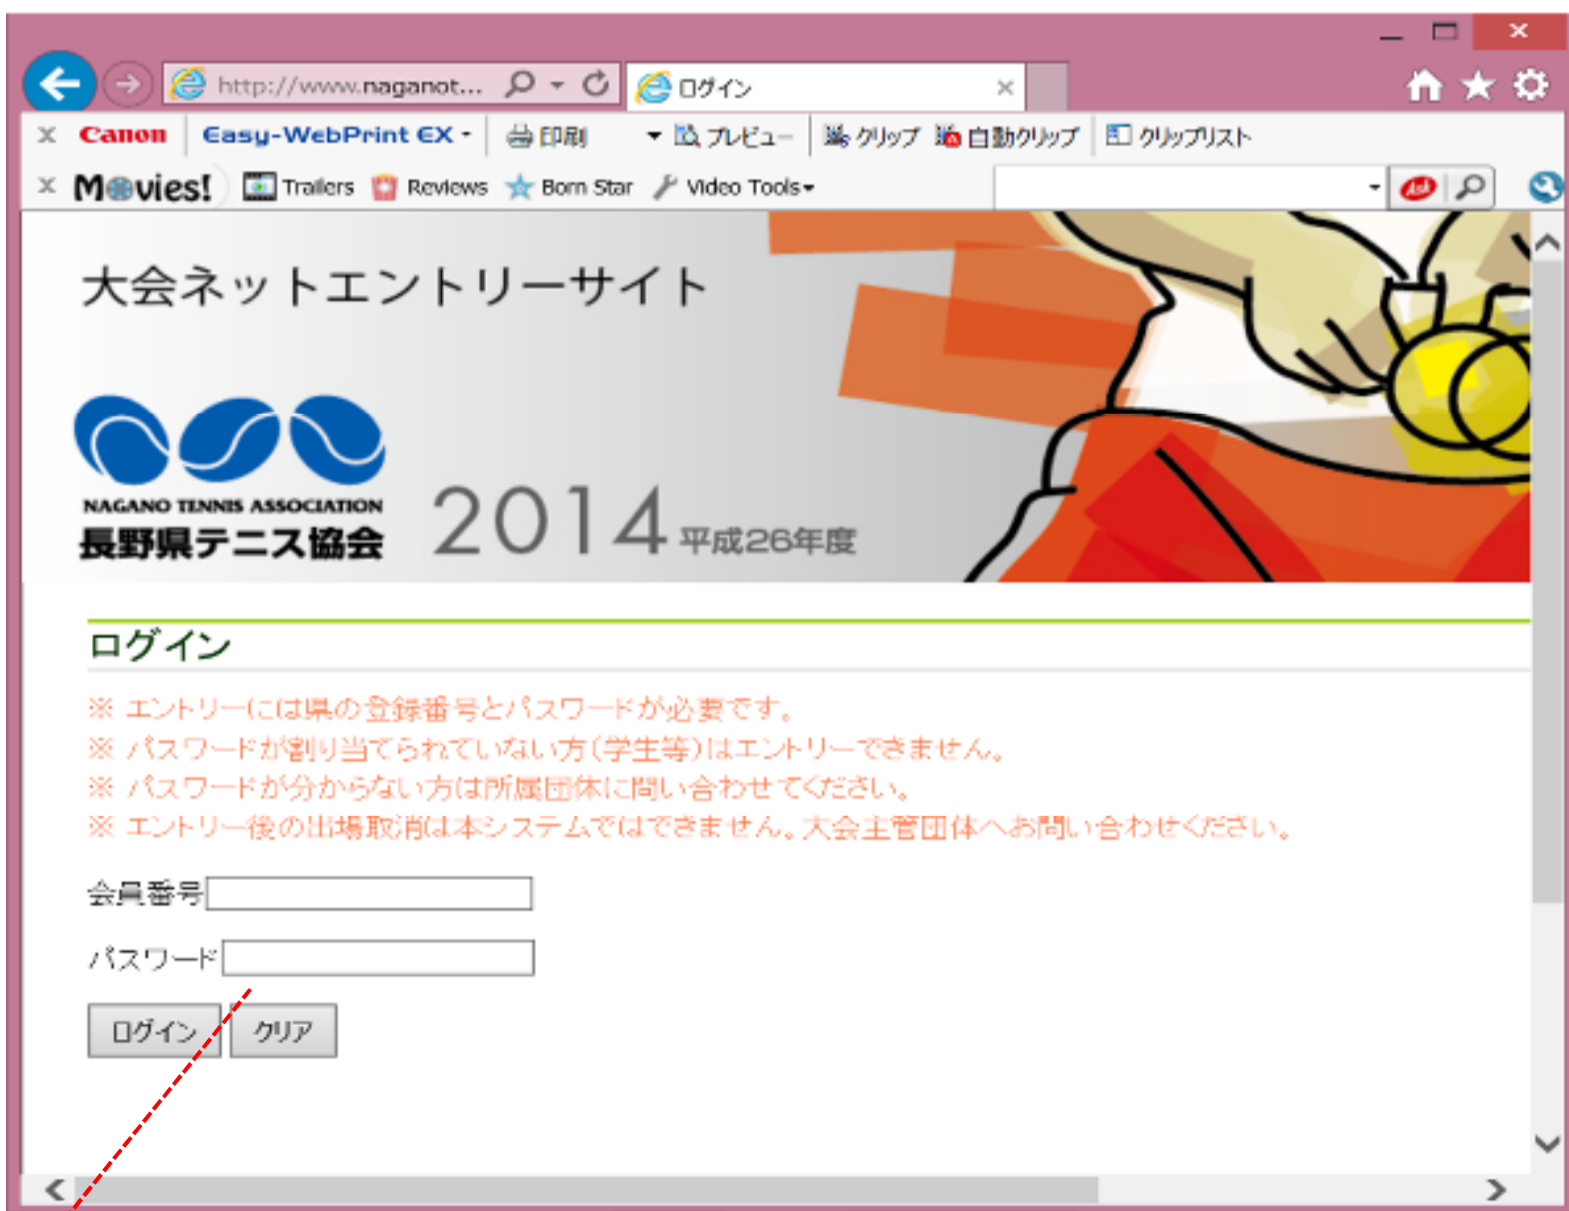 http://www.naganot...
ログイン
Canon Easy-WebPrint EX 印刷 プレビュー クリップ 自動クリップ クリップリスト
Movies! Trailers Reviews Born Star Video Tools Ask
大会ネットエントリーサイト
NAGANO TENNIS ASSOCIATION
長野県テニス協会
2014 平成26年度
ログイン
※ エントリーには県の登録番号とパスワードが必要です。
※ パスワードが割り当てられていない方(学生等)はエントリーできません。
※ パスワードが分からない方は所属団体に問い合わせてください。
※ エントリー後の出場取消は本システムではできません。大会主管団体へお問い合わせください。
会員番号
パスワード
ログイン クリア